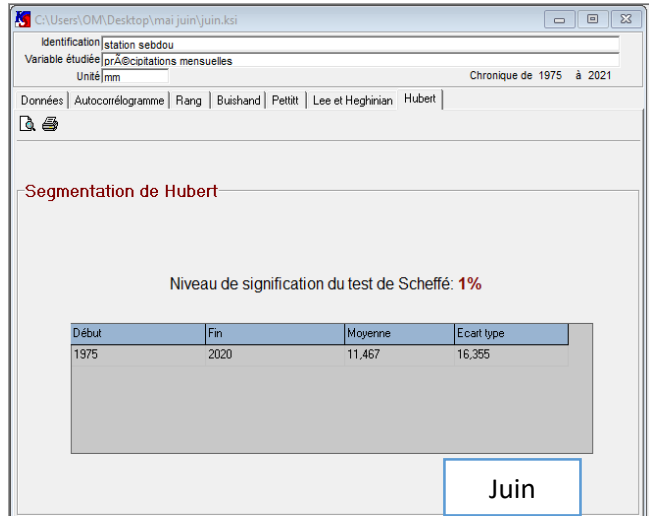 C:\Users\OM\Desktop\mai juin\juin.ksi
Identification station sebdou
Variable étudiée prÃ©cipitations mensuelles
Unité mm Chronique de 1975 à 2021
Données Autocorrélogramme Rang Buishand Pettitt Lee et Heghinian Hubert
Segmentation de Hubert
Niveau de signification du test de Scheffé: 1%
Début Fin Moyenne Ecart type
1975 2020 11,467 16,355
Juin